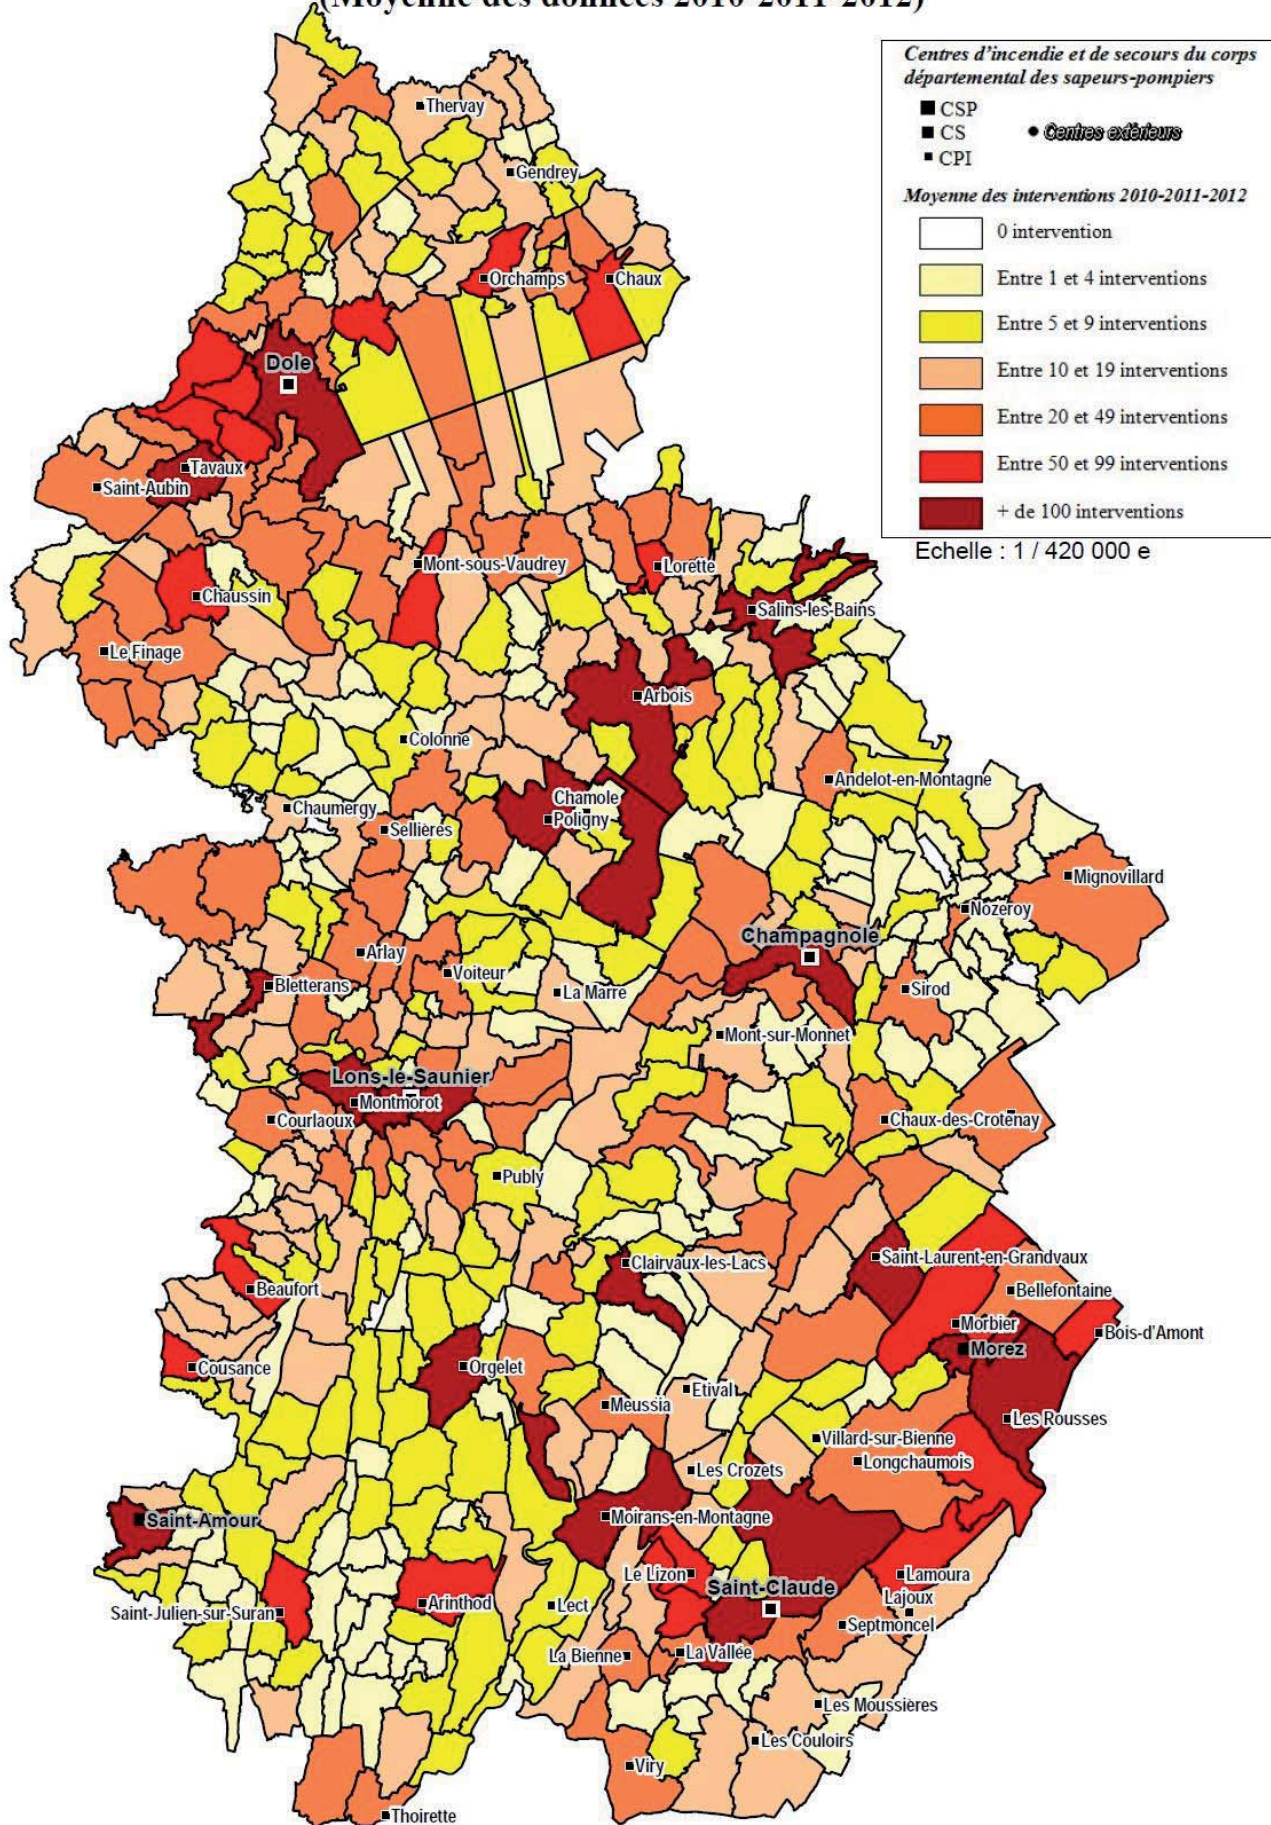 (Moyenne des données 2010-2011-2012)
Centres d'incendie et de secours du corps
départemental des sapeurs-pompiers
CSP
CS
Centres extérieurs
CPI
Moyenne des interventions 2010-2011-2012
0 intervention
Entre 1 et 4 interventions
Entre 5 et 9 interventions
Entre 10 et 19 interventions
Entre 20 et 49 interventions
Entre 50 et 99 interventions
+ de 100 interventions
Echelle : 1 / 420 000 e
Thervay
Gendrey
Orchamps
Chaux
Dole
Tavaux
Saint-Aubin
Mont-sous-Vaudrey
Lorette
Chaussin
Salins-les-Bains
Le Finage
Arbois
Colonne
Andelot-en-Montagne
Chamole
Chaumergy
Poligny
Sellières
Mignovillard
Nozeroy
Champagnole
Arlay
Voiteur
Bletterans
La Marre
Sirod
Mont-sur-Monnet
Lons-le-Saunier
Montmorot
Courlaoux
Chaux-des-Crotenay
Publy
Saint-Laurent-en-Grandvaux
Clairvaux-les-Lacs
Beaufort
Bellefontaine
Morbier
Bois-d'Amont
Morez
Cousance
Orgelet
Etival
Meussia
Les Rousses
Villard-sur-Bienne
Longchaumois
Les Crozets
Saint-Amour
Moirans-en-Montagne
Le Lizon
Lamoura
Saint-Claude
Lajoux
Arinthod
Lect
Saint-Julien-sur-Suran
Septmoncel
La Bienne
La Vallée
Les Moussières
Les Couloirs
Viry
Thoirette